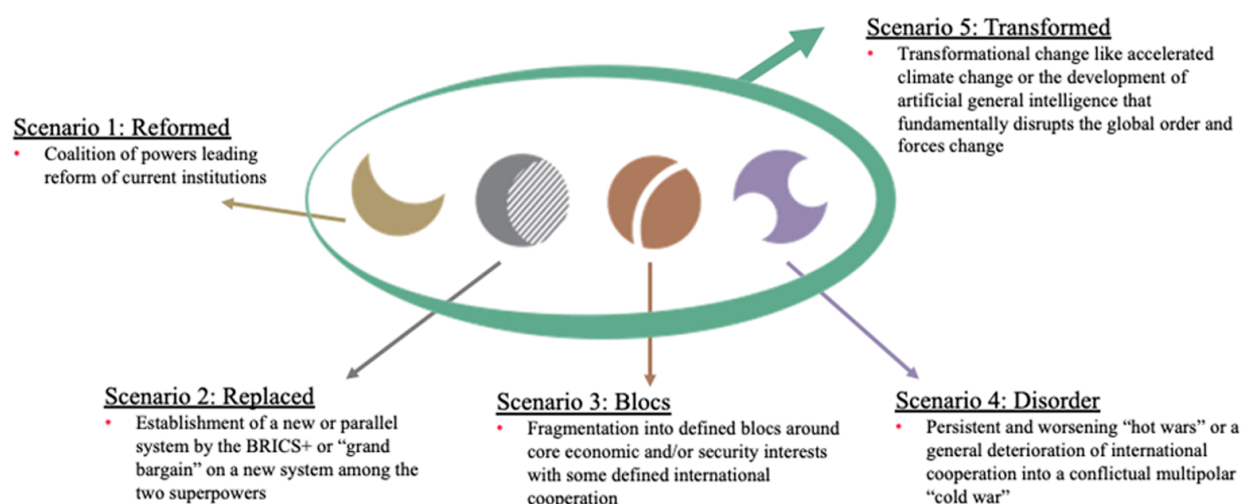 Scenario 5: Transformed
• Transformational change like accelerated
climate change or the development of
artificial general intelligence that
fundamentally disrupts the global order and
forces change
Scenario 1: Reformed
• Coalition of powers leading
reform of current institutions
Scenario 2: Replaced
• Establishment of a new or parallel
system by the BRICS+ or “grand
bargain” on a new system among the
two superpowers
Scenario 3: Blocs
• Fragmentation into defined blocs around
core economic and/or security interests
with some defined international
cooperation
Scenario 4: Disorder
• Persistent and worsening “hot wars” or a
general deterioration of international
cooperation into a conflictual multipolar
“cold war”